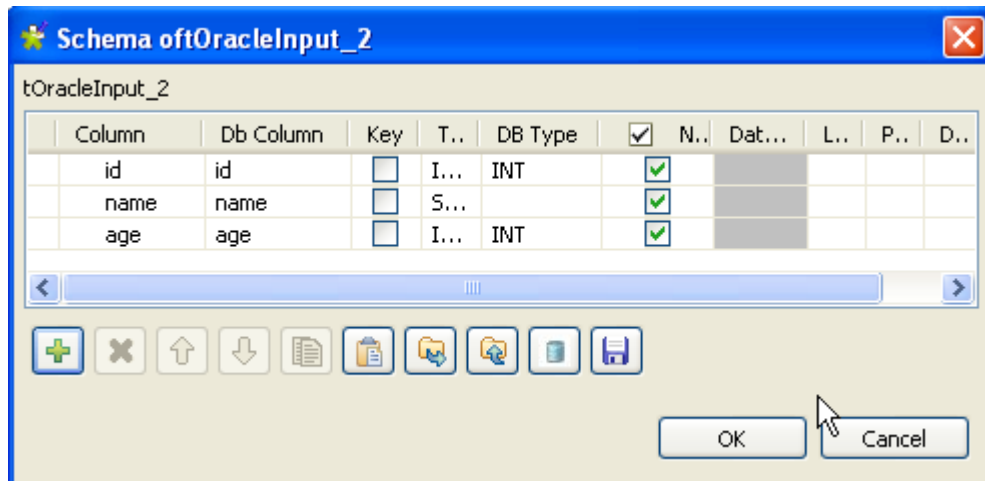 Schema oftOracleInput_2
tOracleInput_2
Column Db Column Key T... DB Type N... Dat... L... P... D...
id id I... INT
name name S...
age age I... INT
OK Cancel